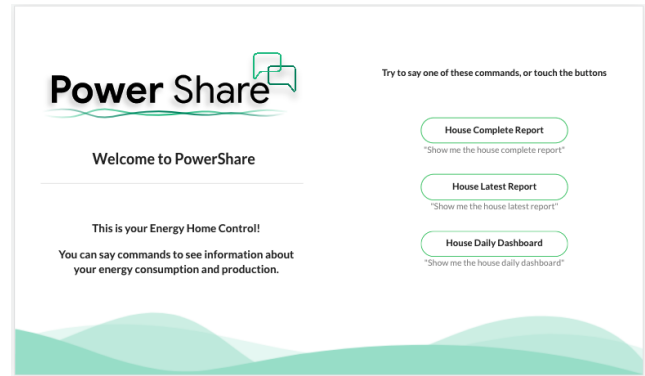 Power Share
Welcome to PowerShare
This is your Energy Home Control!
You can say commands to see information about
your energy consumption and production.
Try to say one of these commands, or touch the buttons
House Complete Report
"Show me the house complete report"
House Latest Report
"Show me the house latest report"
House Daily Dashboard
"Show me the house daily dashboard"